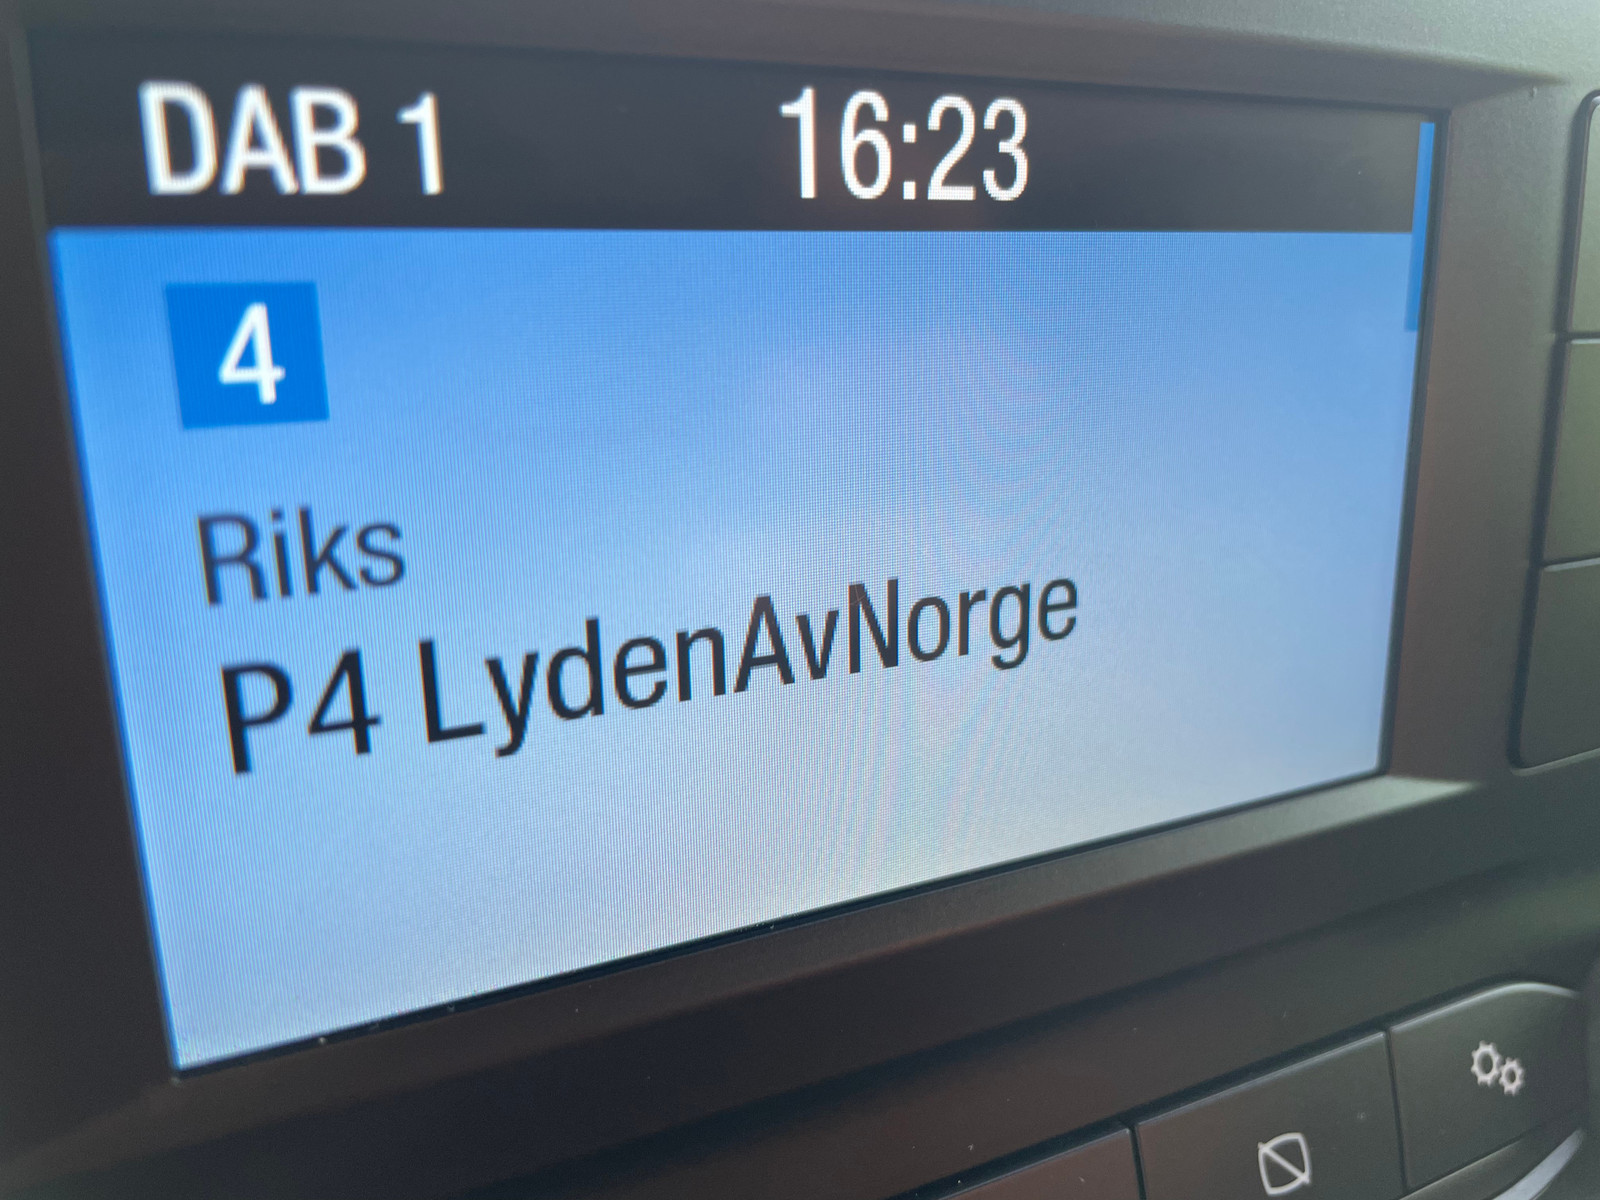 DAB 1 16:23
4
Riks
P4 LydenAvNorge